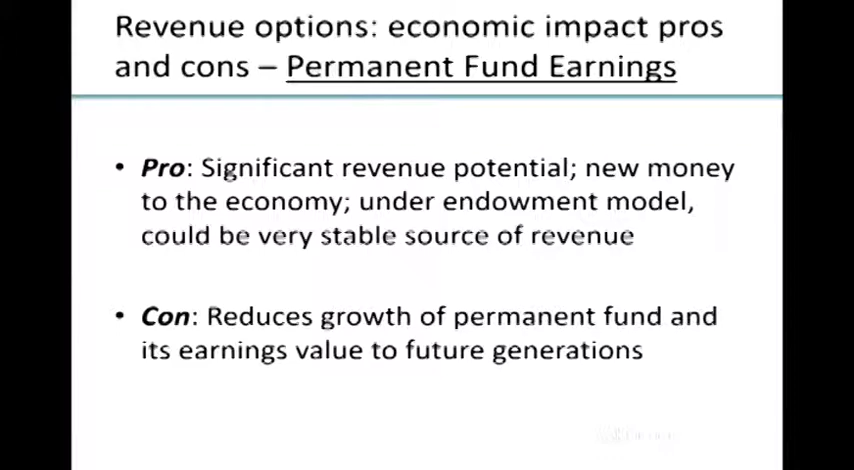 Revenue options: economic impact pros
and cons – Permanent Fund Earnings
• Pro: Significant revenue potential; new money
to the economy; under endowment model,
could be very stable source of revenue
• Con: Reduces growth of permanent fund and
its earnings value to future generations